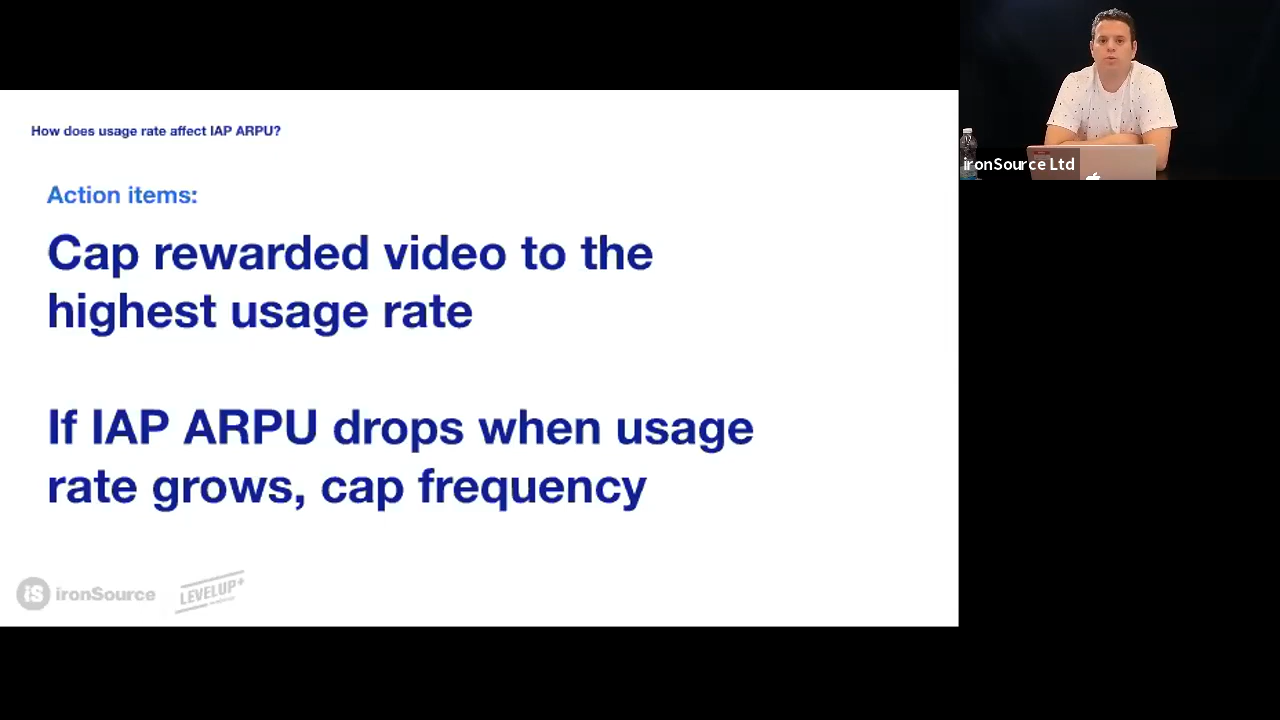 How does usage rate affect IAP ARPU?
Action items:
Cap rewarded video to the
highest usage rate
If IAP ARPU drops when usage
rate grows, cap frequency
iS ironSource
LEVELUP+
ironSource Ltd